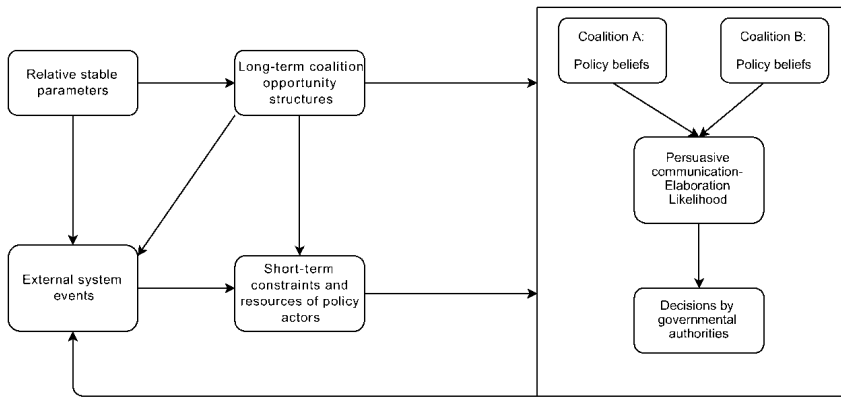 Relative stable
parameters
Long-term coalition
opportunity
structures
Coalition A:
Policy beliefs
Coalition B:
Policy beliefs
Persuasive
communication-
Elaboration
Likelihood
External system
events
Short-term
constraints and
resources of policy
actors
Decisions by
governmental
authorities